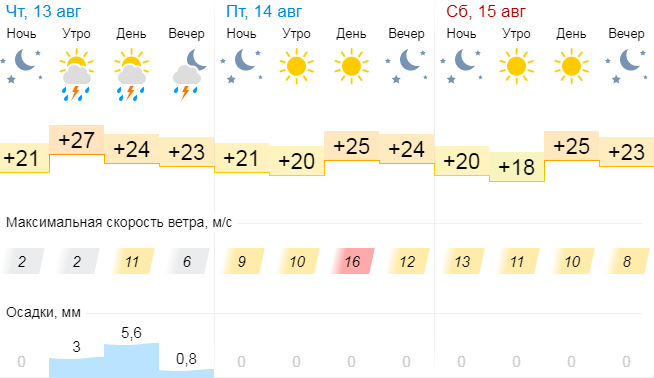 Чт, 13 авг Пт, 14 авг Сб, 15 авг
Ночь Утро День Вечер Ночь Утро День Вечер Ночь Утро День Вечер
+21 +27 +24 +23 +21 +20 +25 +24 +20 +18 +25 +23
Максимальная скорость ветра, м/с
2 2 11 6 9 10 16 12 13 11 10 8
Осадки, мм
0 3 5,6 0,8 0 0 0 0 0 0 0 0